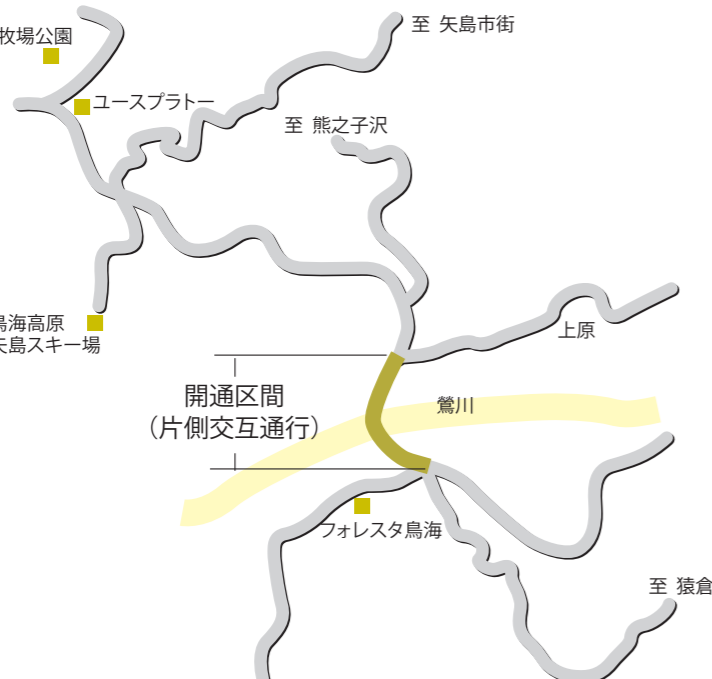 至 矢島市街
牧場公園
ユースプラトー
至 熊之子沢
鳥海高原
矢島スキー場
上原
開通区間
（片側交互通行）
鶯川
フォレスタ鳥海
至 猿倉